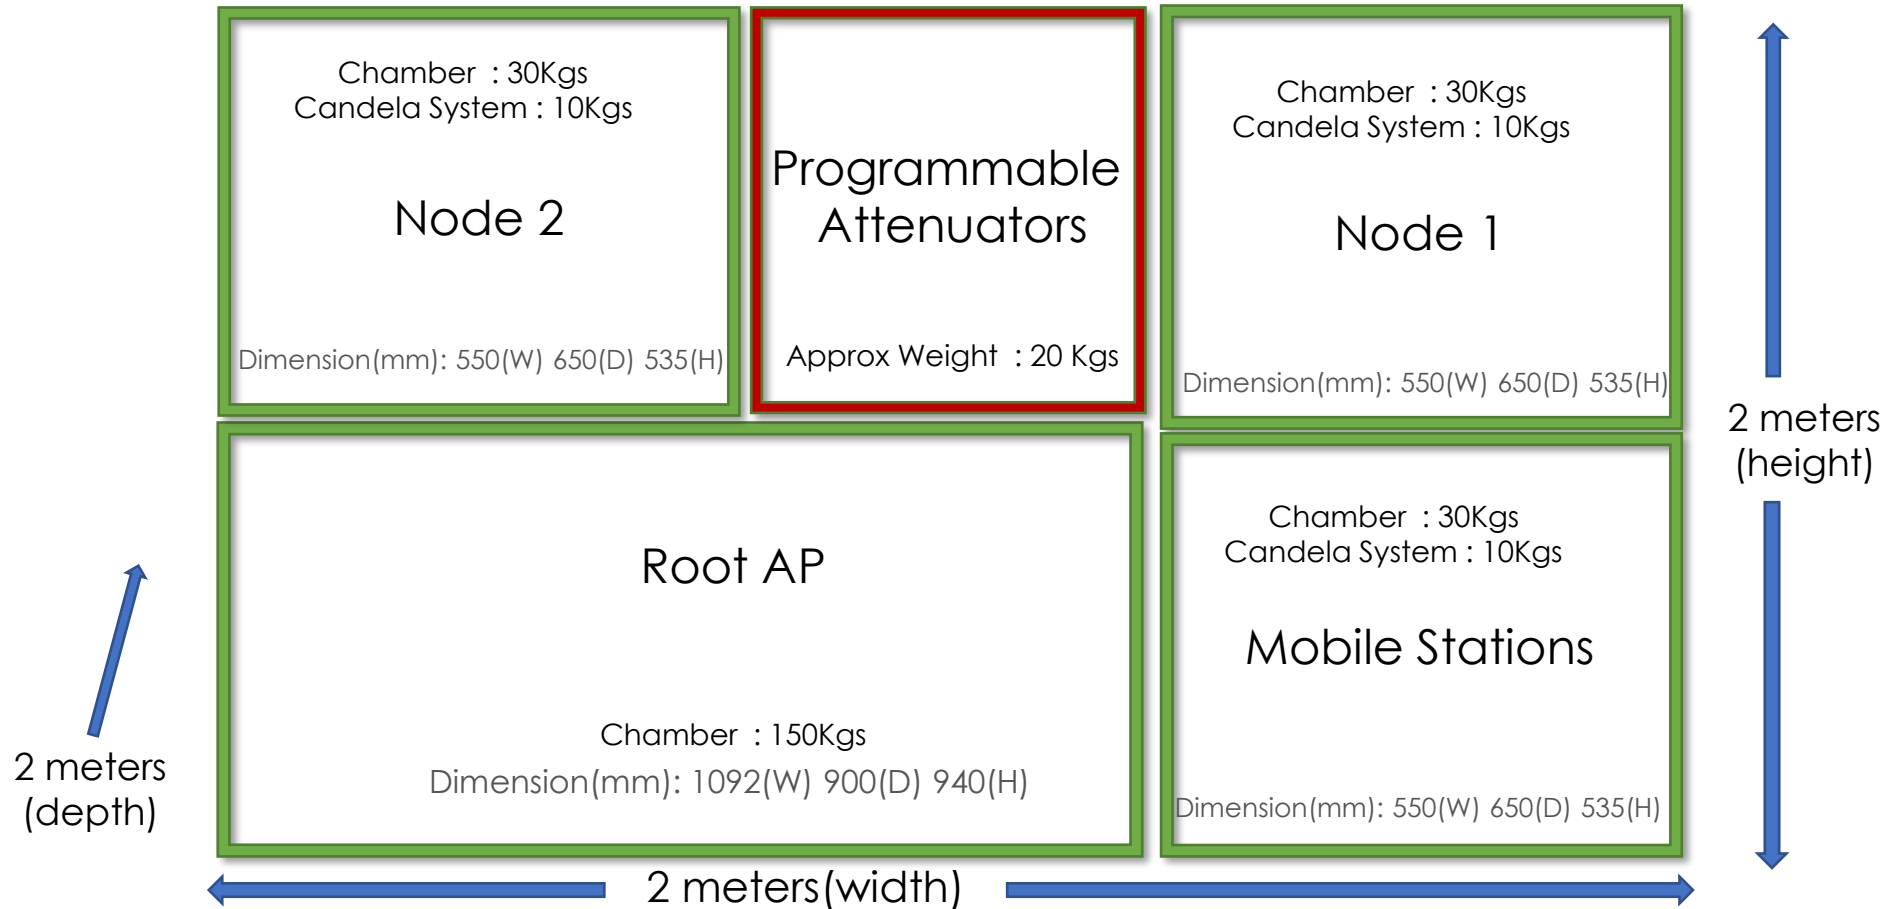 Chamber : 30Kgs
Candela System : 10Kgs
Node 2
Dimension(mm): 550(W) 650(D) 535(H)
Programmable
Attenuators
Approx Weight : 20 Kgs
Chamber : 30Kgs
Candela System : 10Kgs
Node 1
Dimension(mm): 550(W) 650(D) 535(H)
2 meters
(height)
Root AP
Chamber : 150Kgs
Dimension(mm): 1092(W) 900(D) 940(H)
Chamber : 30Kgs
Candela System : 10Kgs
Mobile Stations
Dimension(mm): 550(W) 650(D) 535(H)
2 meters
(depth)
2 meters(width)